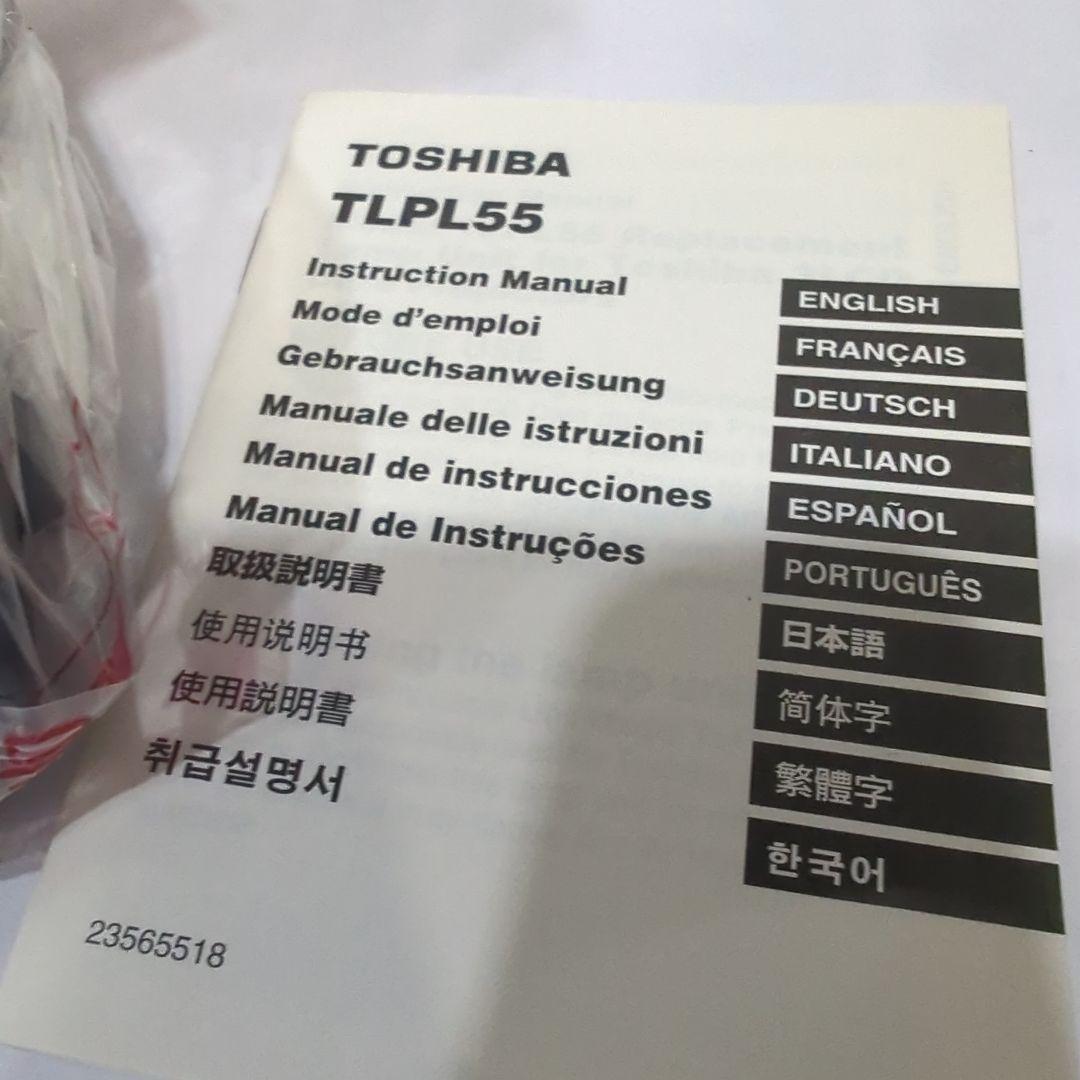 TOSHIBA
TLPL55
Instruction Manual
Mode d'emploi
Gebrauchsanweisung
Manuale delle istruzioni
Manual de instrucciones
Manual de Instruções
取扱説明書
使用说明书
使用説明書
취급설명서
ENGLISH
FRANÇAIS
DEUTSCH
ITALIANO
ESPAÑOL
PORTUGUÊS
日本語
简体字
繁體字
한국어
23565518